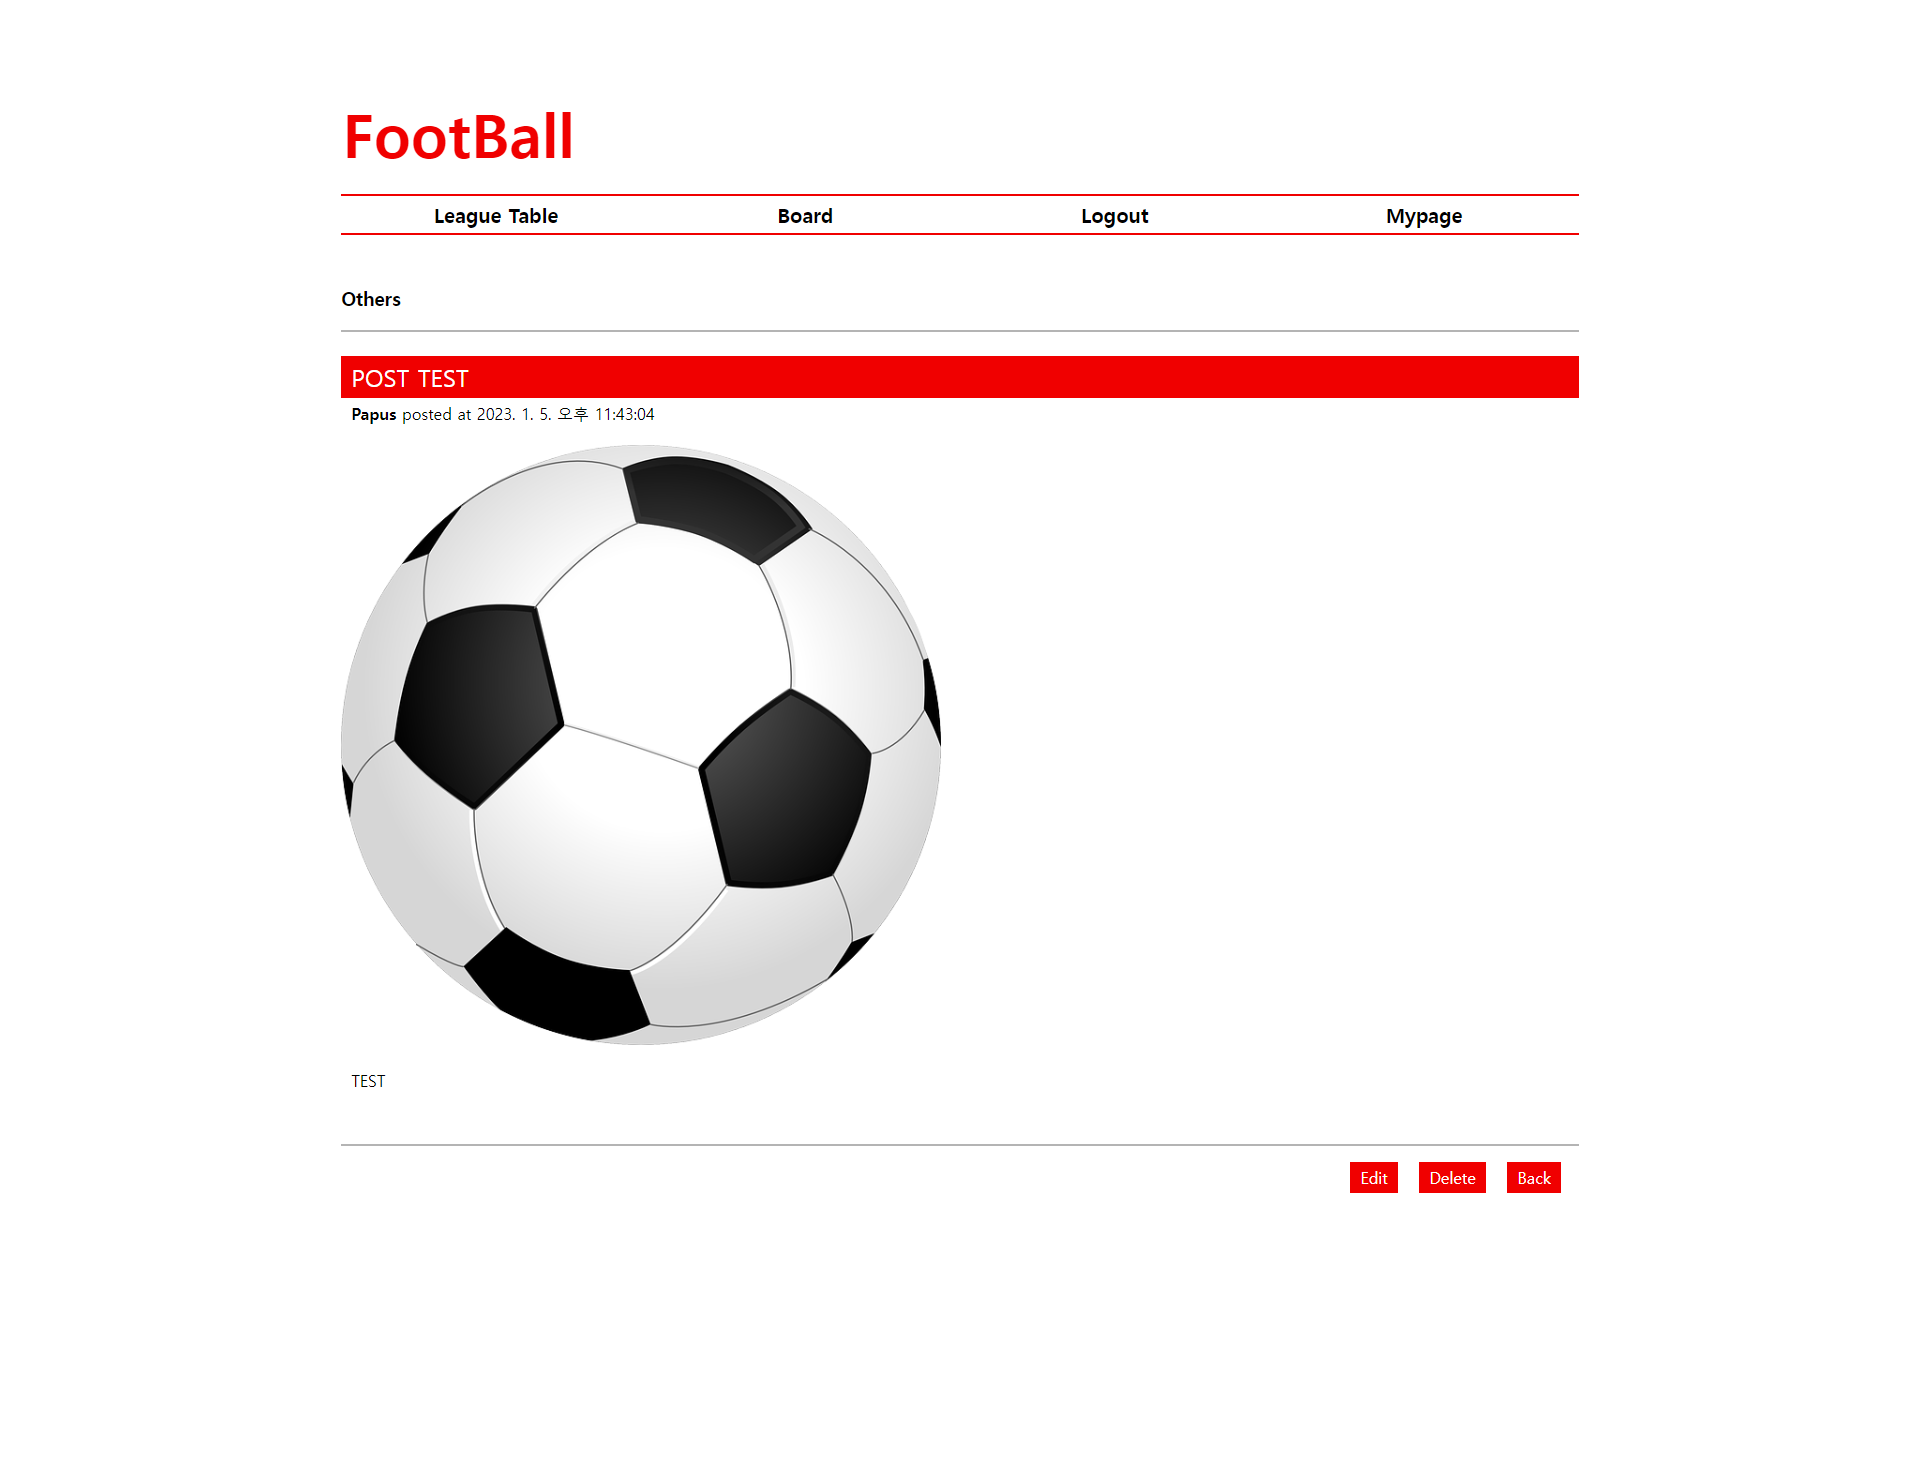 FootBall
League Table Board Logout Mypage
Others
POST TEST
Papus posted at 2023. 1. 5. 오후 11:43:04
TEST
Edit Delete Back